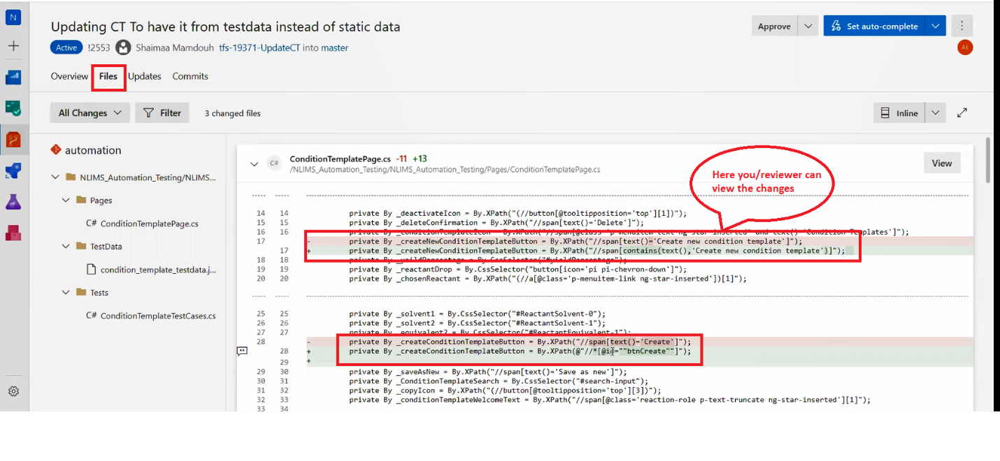 N
Updating CT To have it from testdata instead of static data
Approve
Set auto-complete
Active !2553 Shaimaa Mamdouh tfs-19371-UpdateCT into master
AE
Overview Files Updates Commits
All Changes Filter 3 changed files
Inline
automation
NLIMS_Automation_Testing/NLIMS...
Pages
C# ConditionTemplatePage.cs
TestData
condition_template_testdata.j...
Tests
C# ConditionTemplateTestCases.cs
C# ConditionTemplatePage.cs -11 +13
/NLIMS_Automation_Testing/NLIMS_Automation_Testing/Pages/ConditionTemplatePage.cs
View
Here you/reviewer can
view the changes
14 14 private By _deactivateIcon = By.XPath("(//button[@tooltipposition='top'][1])");
15 15 private By _deleteConfirmation = By.XPath("//span[text()='Delete']");
16 16 private By _conditionTemplateIcon = By.XPath("//span[@class='p-menuitem-text ng-star-inserted' and text()='Condition Templates']");
17 - private By _createNewConditionTemplateButton = By.XPath("//span[text()='Create new condition template']");
17 + private By _createNewConditionTemplateButton = By.XPath("//span[contains(text(),'Create new condition template')]");
18 18 private By _yeildPercentage = By.CssSelector("#yieldPercentage");
19 19 private By _reactantDrop = By.CssSelector("button[icon='pi pi-chevron-down']");
20 20 private By _chosenReactant = By.XPath("(//a[@class='p-menuitem-link ng-star-inserted'])[1]");
25 25 private By _solvent1 = By.CssSelector("#ReactantSolvent-0");
26 26 private By _solvent2 = By.CssSelector("#ReactantSolvent-1");
27 27 private By _equivalent2 = By.CssSelector("#ReactantEquivalent-1");
28 - private By _createConditionTemplateButton = By.XPath("//span[text()='Create']");
28 + private By _createConditionTemplateButton = By.XPath(@"//*[@id=""btnCreate""]");
29 +
29 30 private By _saveAsNew = By.XPath("//span[text()='Save as new']");
30 31 private By _ConditionTemplateSearch = By.CssSelector("#search-input");
31 32 private By _copyIcon = By.XPath("(//button[@tooltipposition='top'][3])");
32 33 private By _conditionTemplateWelcomeText = By.XPath("//span[@class='reaction-role p-text-truncate ng-star-inserted'][1]");
33 34